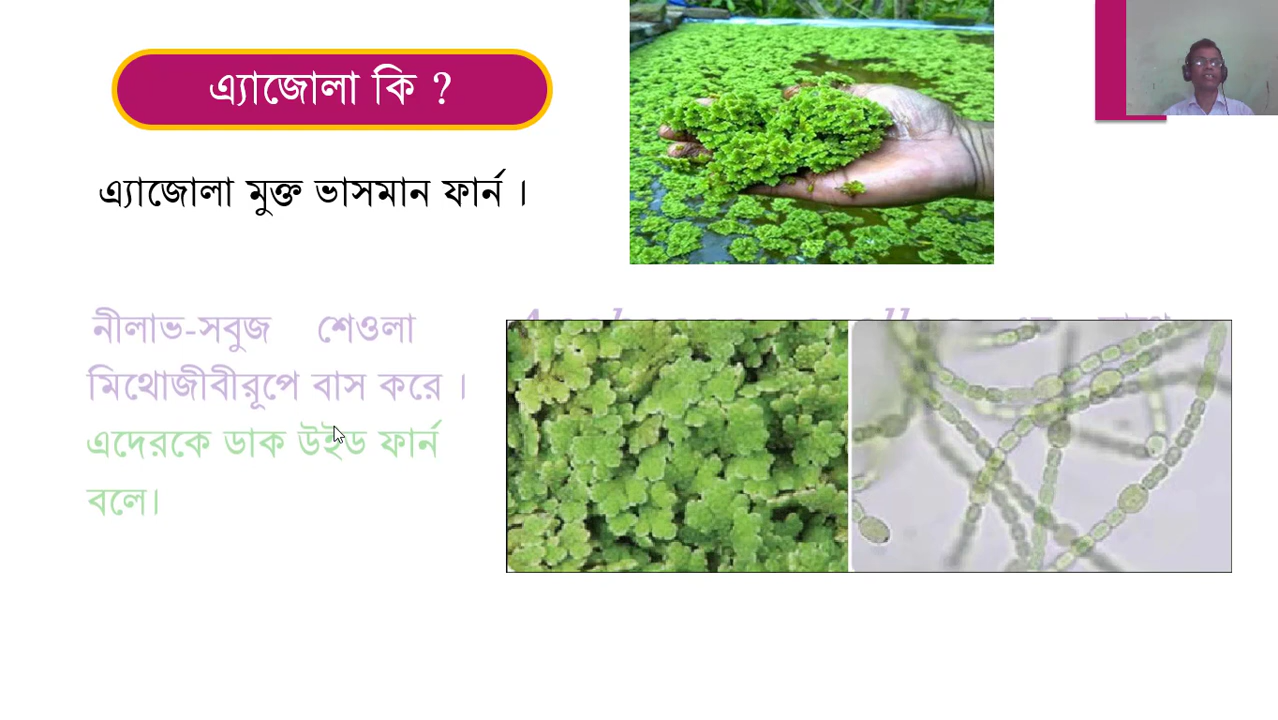 এ্যাজোলা কি ?
এ্যাজোলা মুক্ত ভাসমান ফার্ন ।
নীলাভ-সবুজ শেওলা
মিথোজীবীরূপে বাস করে ।
এদেরকে ডাক উইড ফার্ন
বলে।